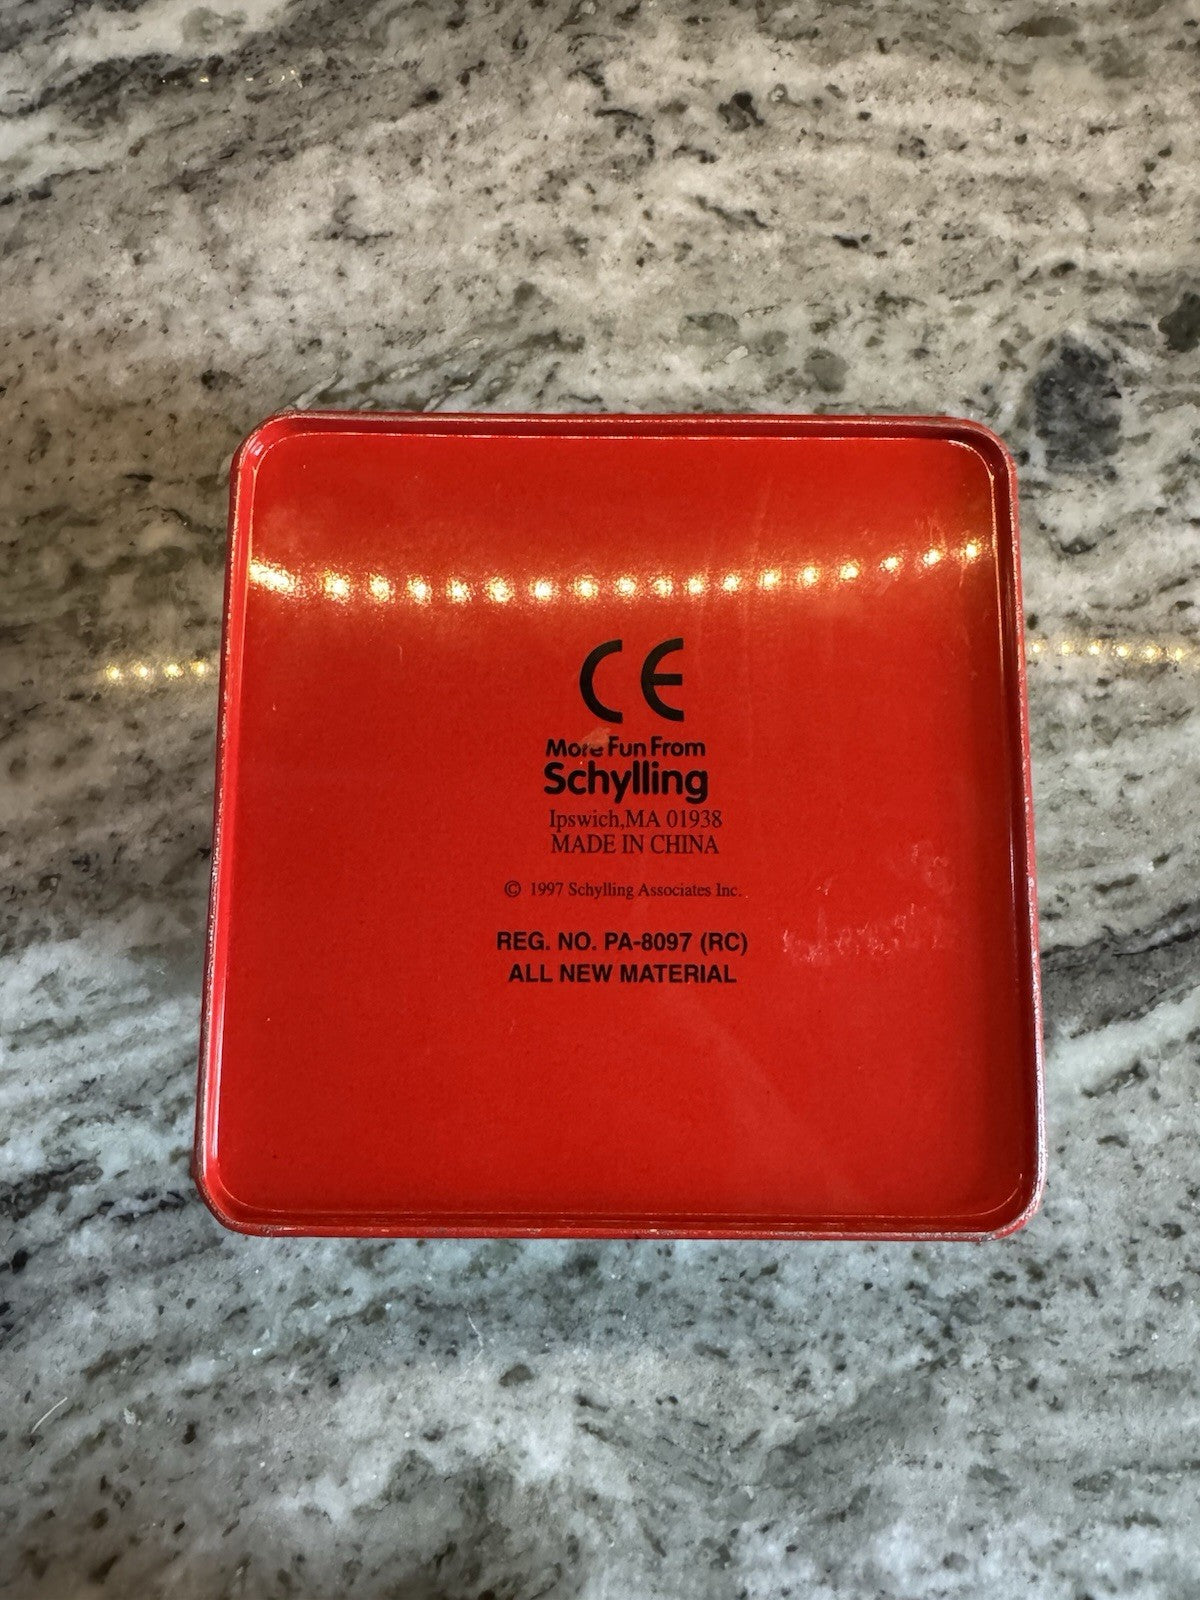 CE
More Fun From
Schylling
Ipswich,MA 01938
MADE IN CHINA
© 1997 Schylling Associates Inc.
REG. NO. PA-8097 (RC)
ALL NEW MATERIAL